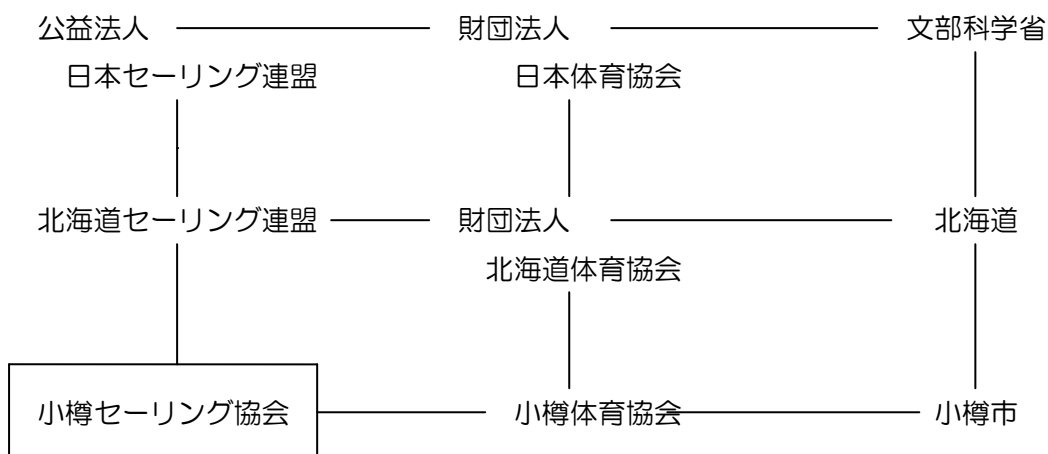 公益法人 財団法人 文部科学省
日本セーリング連盟 日本体育協会
北海道セーリング連盟 財団法人 北海道
北海道体育協会
小樽セーリング協会 小樽体育協会 小樽市